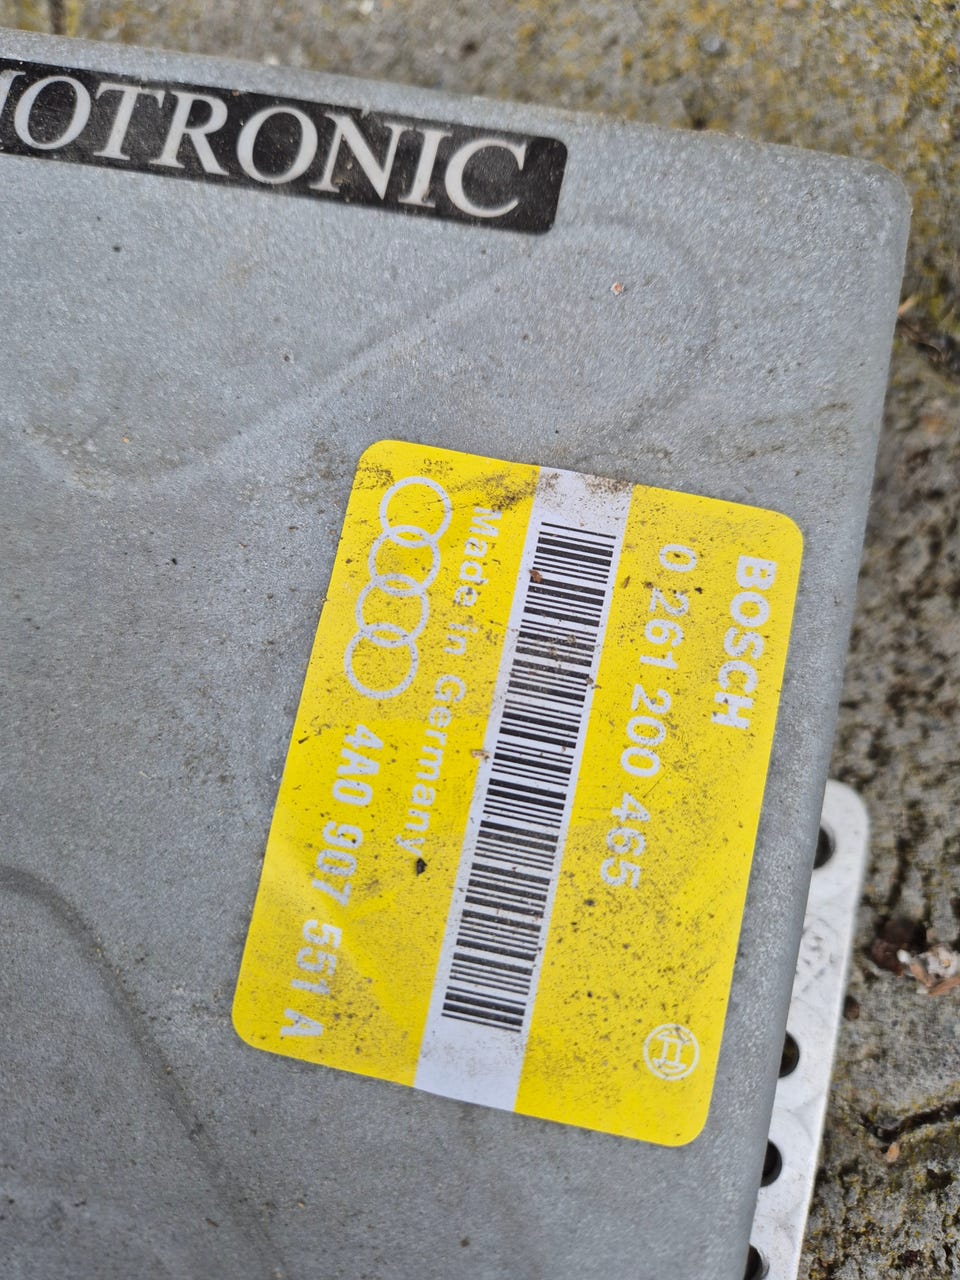 OTRONIC
BOSCH
0 261 200 465
Made in Germany
4A0 907 551 A